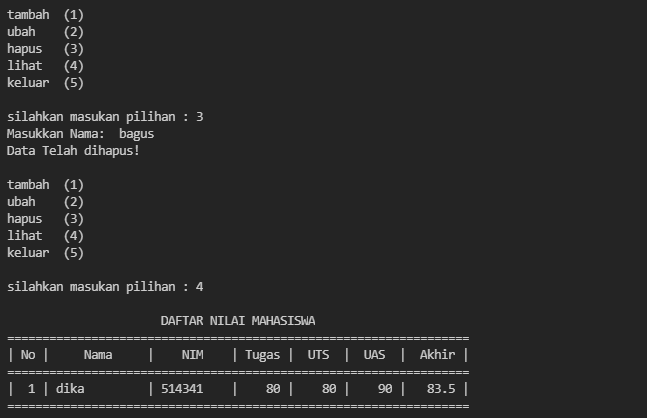 tambah  (1)
ubah    (2)
hapus   (3)
lihat   (4)
keluar  (5)
silahkan masukan pilihan : 3
Masukkan Nama:  bagus
Data Telah dihapus!
tambah  (1)
ubah    (2)
hapus   (3)
lihat   (4)
keluar  (5)
silahkan masukan pilihan : 4
                      DAFTAR NILAI MAHASISWA
==================================================================
| No |     Nama     |    NIM    | Tugas |  UTS  |  UAS  |  Akhir |
==================================================================
|  1 | dika         | 514341    |    80 |    80 |    90 |   83.5 |
==================================================================